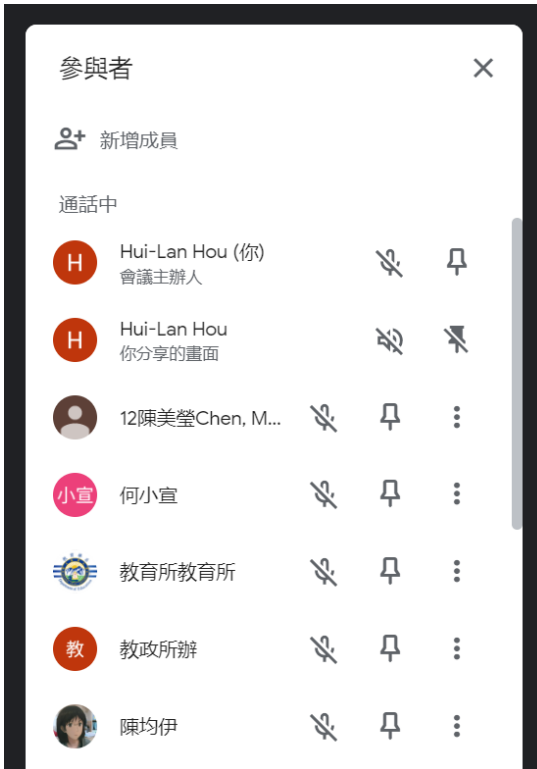 參與者
新增成員
通話中
H
Hui-Lan Hou (你)
會議主辦人
H
Hui-Lan Hou
你分享的畫面
12陳美瑩Chen, M...
小宣
何小宣
教育所教育所
教
教政所辦
陳均伊